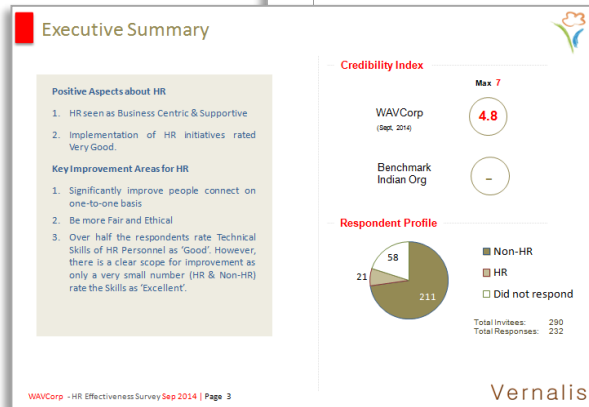 Executive Summary
Positive Aspects about HR
1. HR seen as Business Centric & Supportive
2. Implementation of HR initiatives rated
Very Good.
Key Improvement Areas for HR
1. Significantly improve people connect on
one-to-one basis
2. Be more Fair and Ethical
3. Over half the respondents rate Technical
Skills of HR Personnel as 'Good'. However,
there is a clear scope for improvement as
only a very small number (HR & Non-HR)
rate the Skills as 'Excellent'.
Credibility Index
Max 7
WAVCorp
(Sept, 2014)
4.8
Benchmark
Indian Org
–
Respondent Profile
58
21
211
Non-HR
HR
Did not respond
Total Invitees: 290
Total Responses: 232
WAVCorp - HR Effectiveness Survey Sep 2014 | Page 3
Vernalis